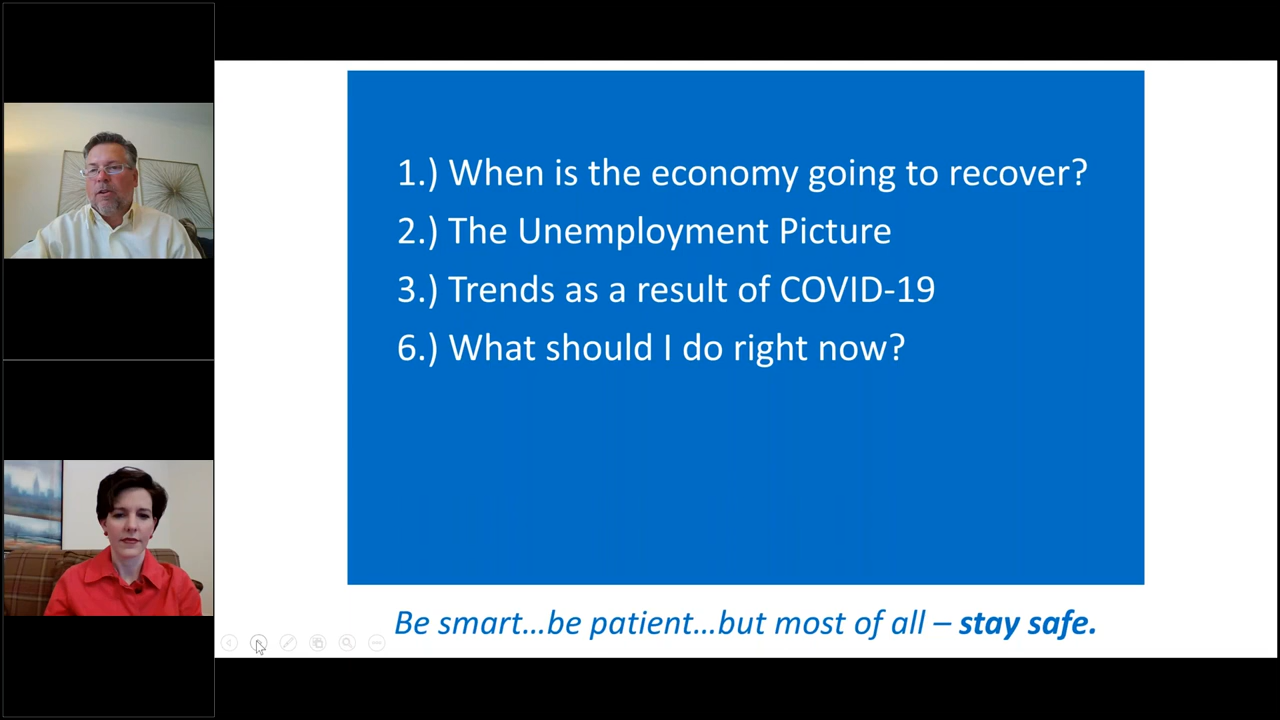 1.) When is the economy going to recover?
2.) The Unemployment Picture
3.) Trends as a result of COVID-19
6.) What should I do right now?
Be smart...be patient...but most of all – stay safe.